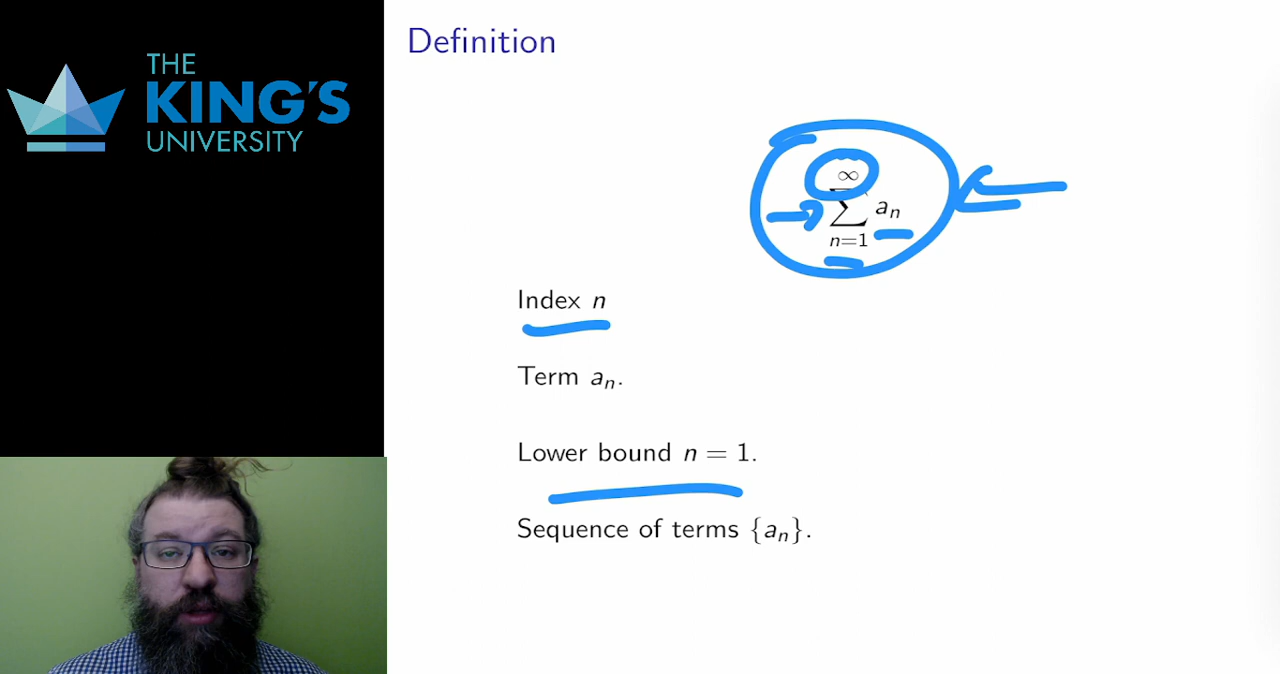 THE
KING'S
UNIVERSITY
Definition
∞
∑ aₙ
n=1
Index n
Term aₙ.
Lower bound n = 1.
Sequence of terms {aₙ}.